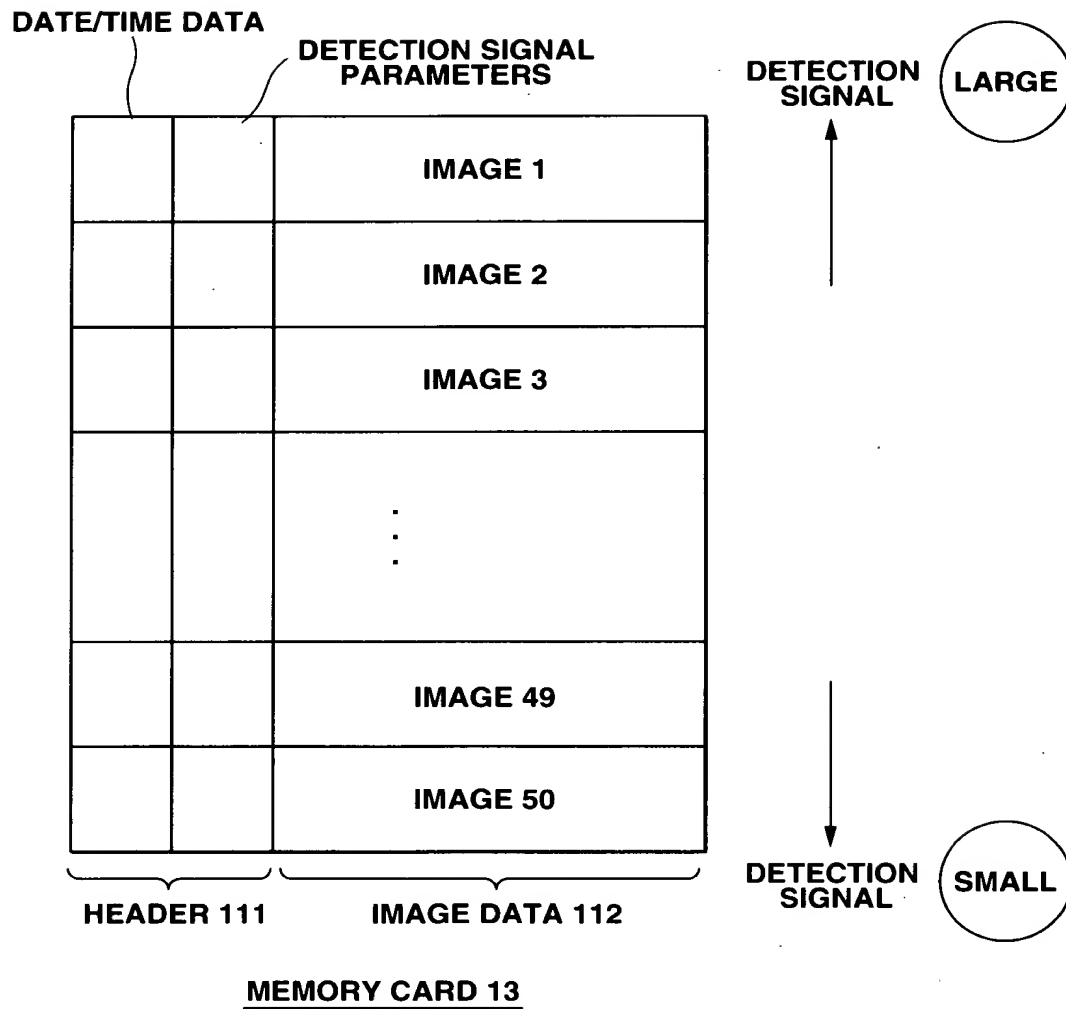 DATE/TIME DATA
DETECTION SIGNAL
PARAMETERS
DETECTION
SIGNAL
LARGE
IMAGE 1
IMAGE 2
IMAGE 3
IMAGE 49
IMAGE 50
DETECTION
SIGNAL
SMALL
HEADER 111
IMAGE DATA 112
MEMORY CARD 13